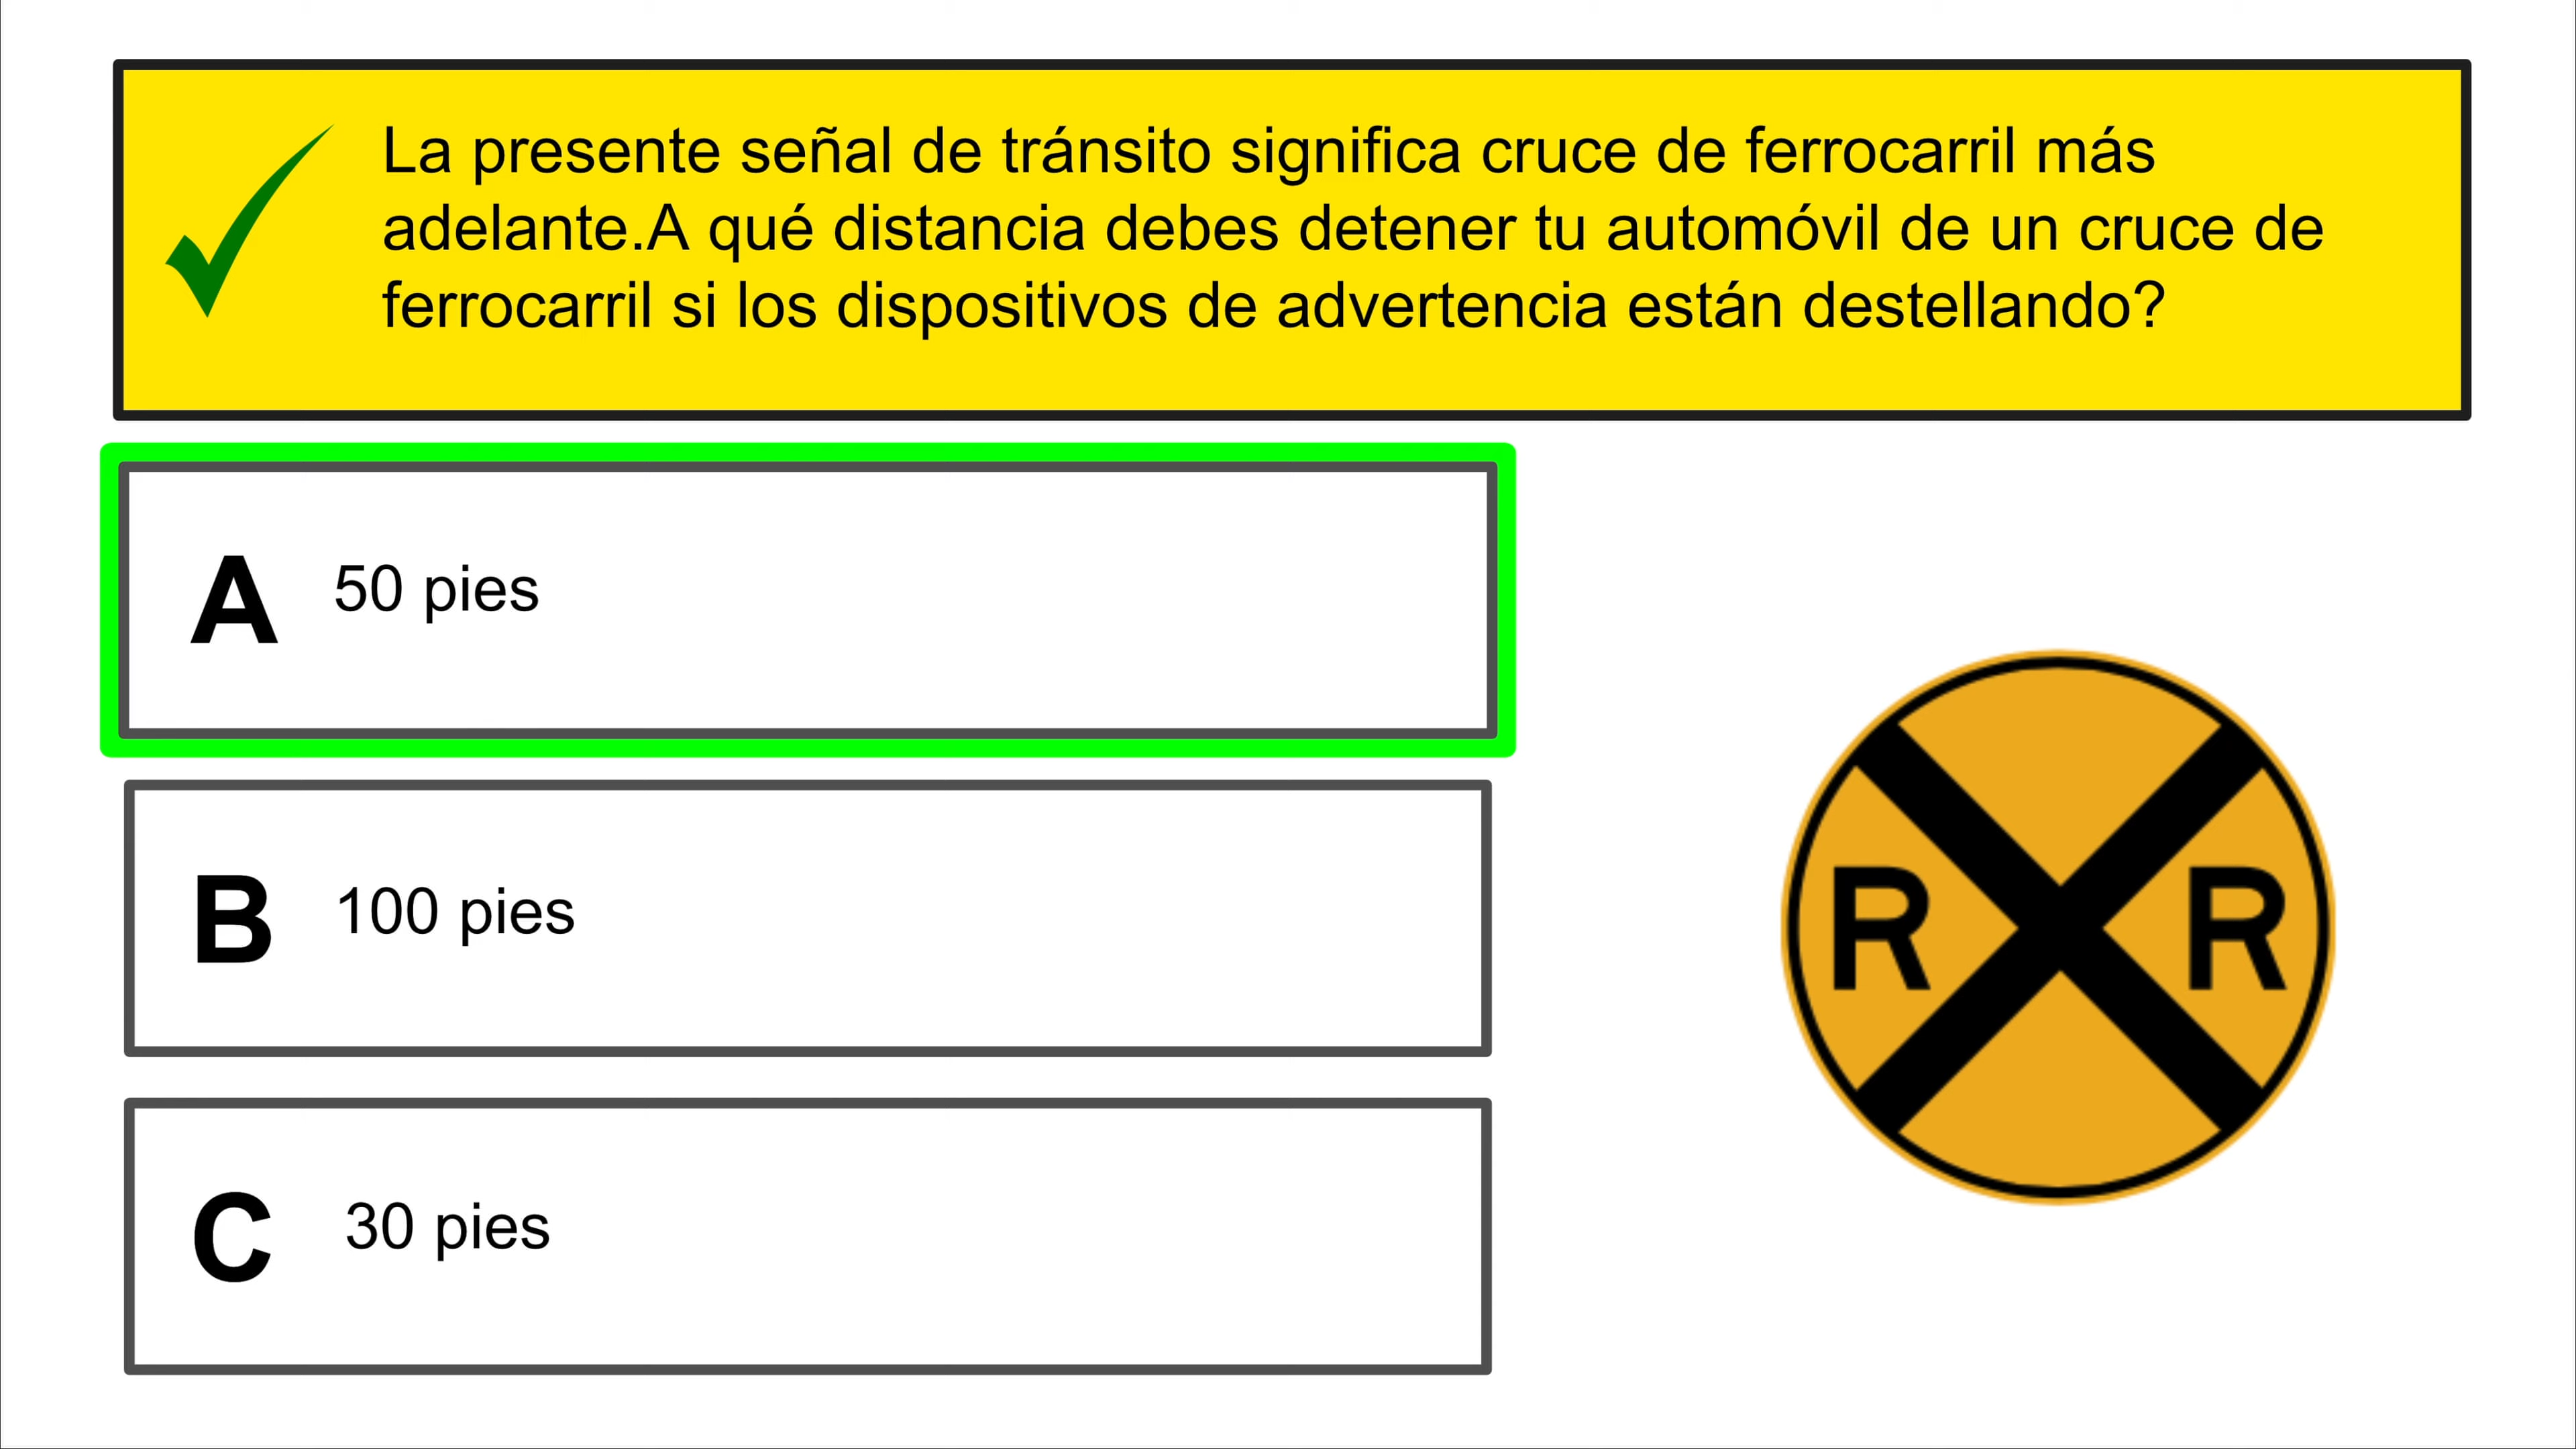 La presente señal de tránsito significa cruce de ferrocarril más
adelante.A qué distancia debes detener tu automóvil de un cruce de
ferrocarril si los dispositivos de advertencia están destellando?
A 50 pies
B 100 pies
C 30 pies
R R